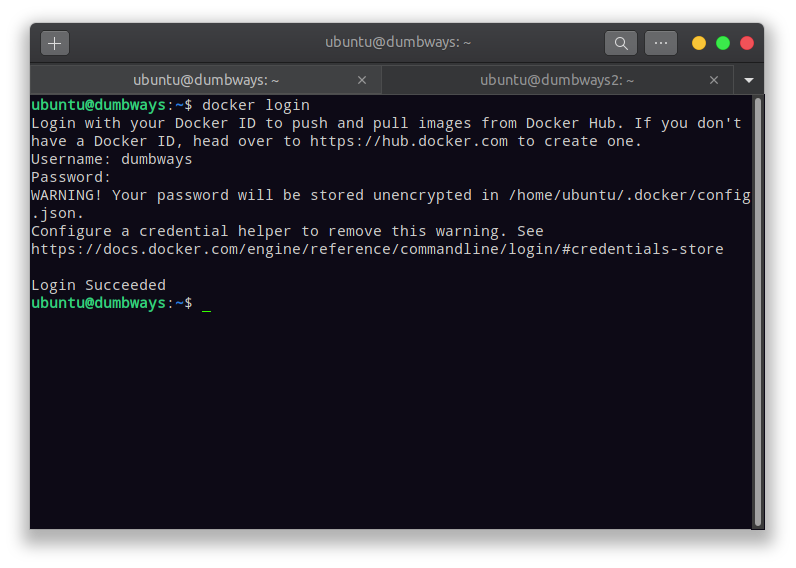 ubuntu@dumbways: ~
ubuntu@dumbways: ~
ubuntu@dumbways2: ~
ubuntu@dumbways:~$ docker login
Login with your Docker ID to push and pull images from Docker Hub. If you don't
have a Docker ID, head over to https://hub.docker.com to create one.
Username: dumbways
Password:
WARNING! Your password will be stored unencrypted in /home/ubuntu/.docker/config
.json.
Configure a credential helper to remove this warning. See
https://docs.docker.com/engine/reference/commandline/login/#credentials-store
Login Succeeded
ubuntu@dumbways:~$ _